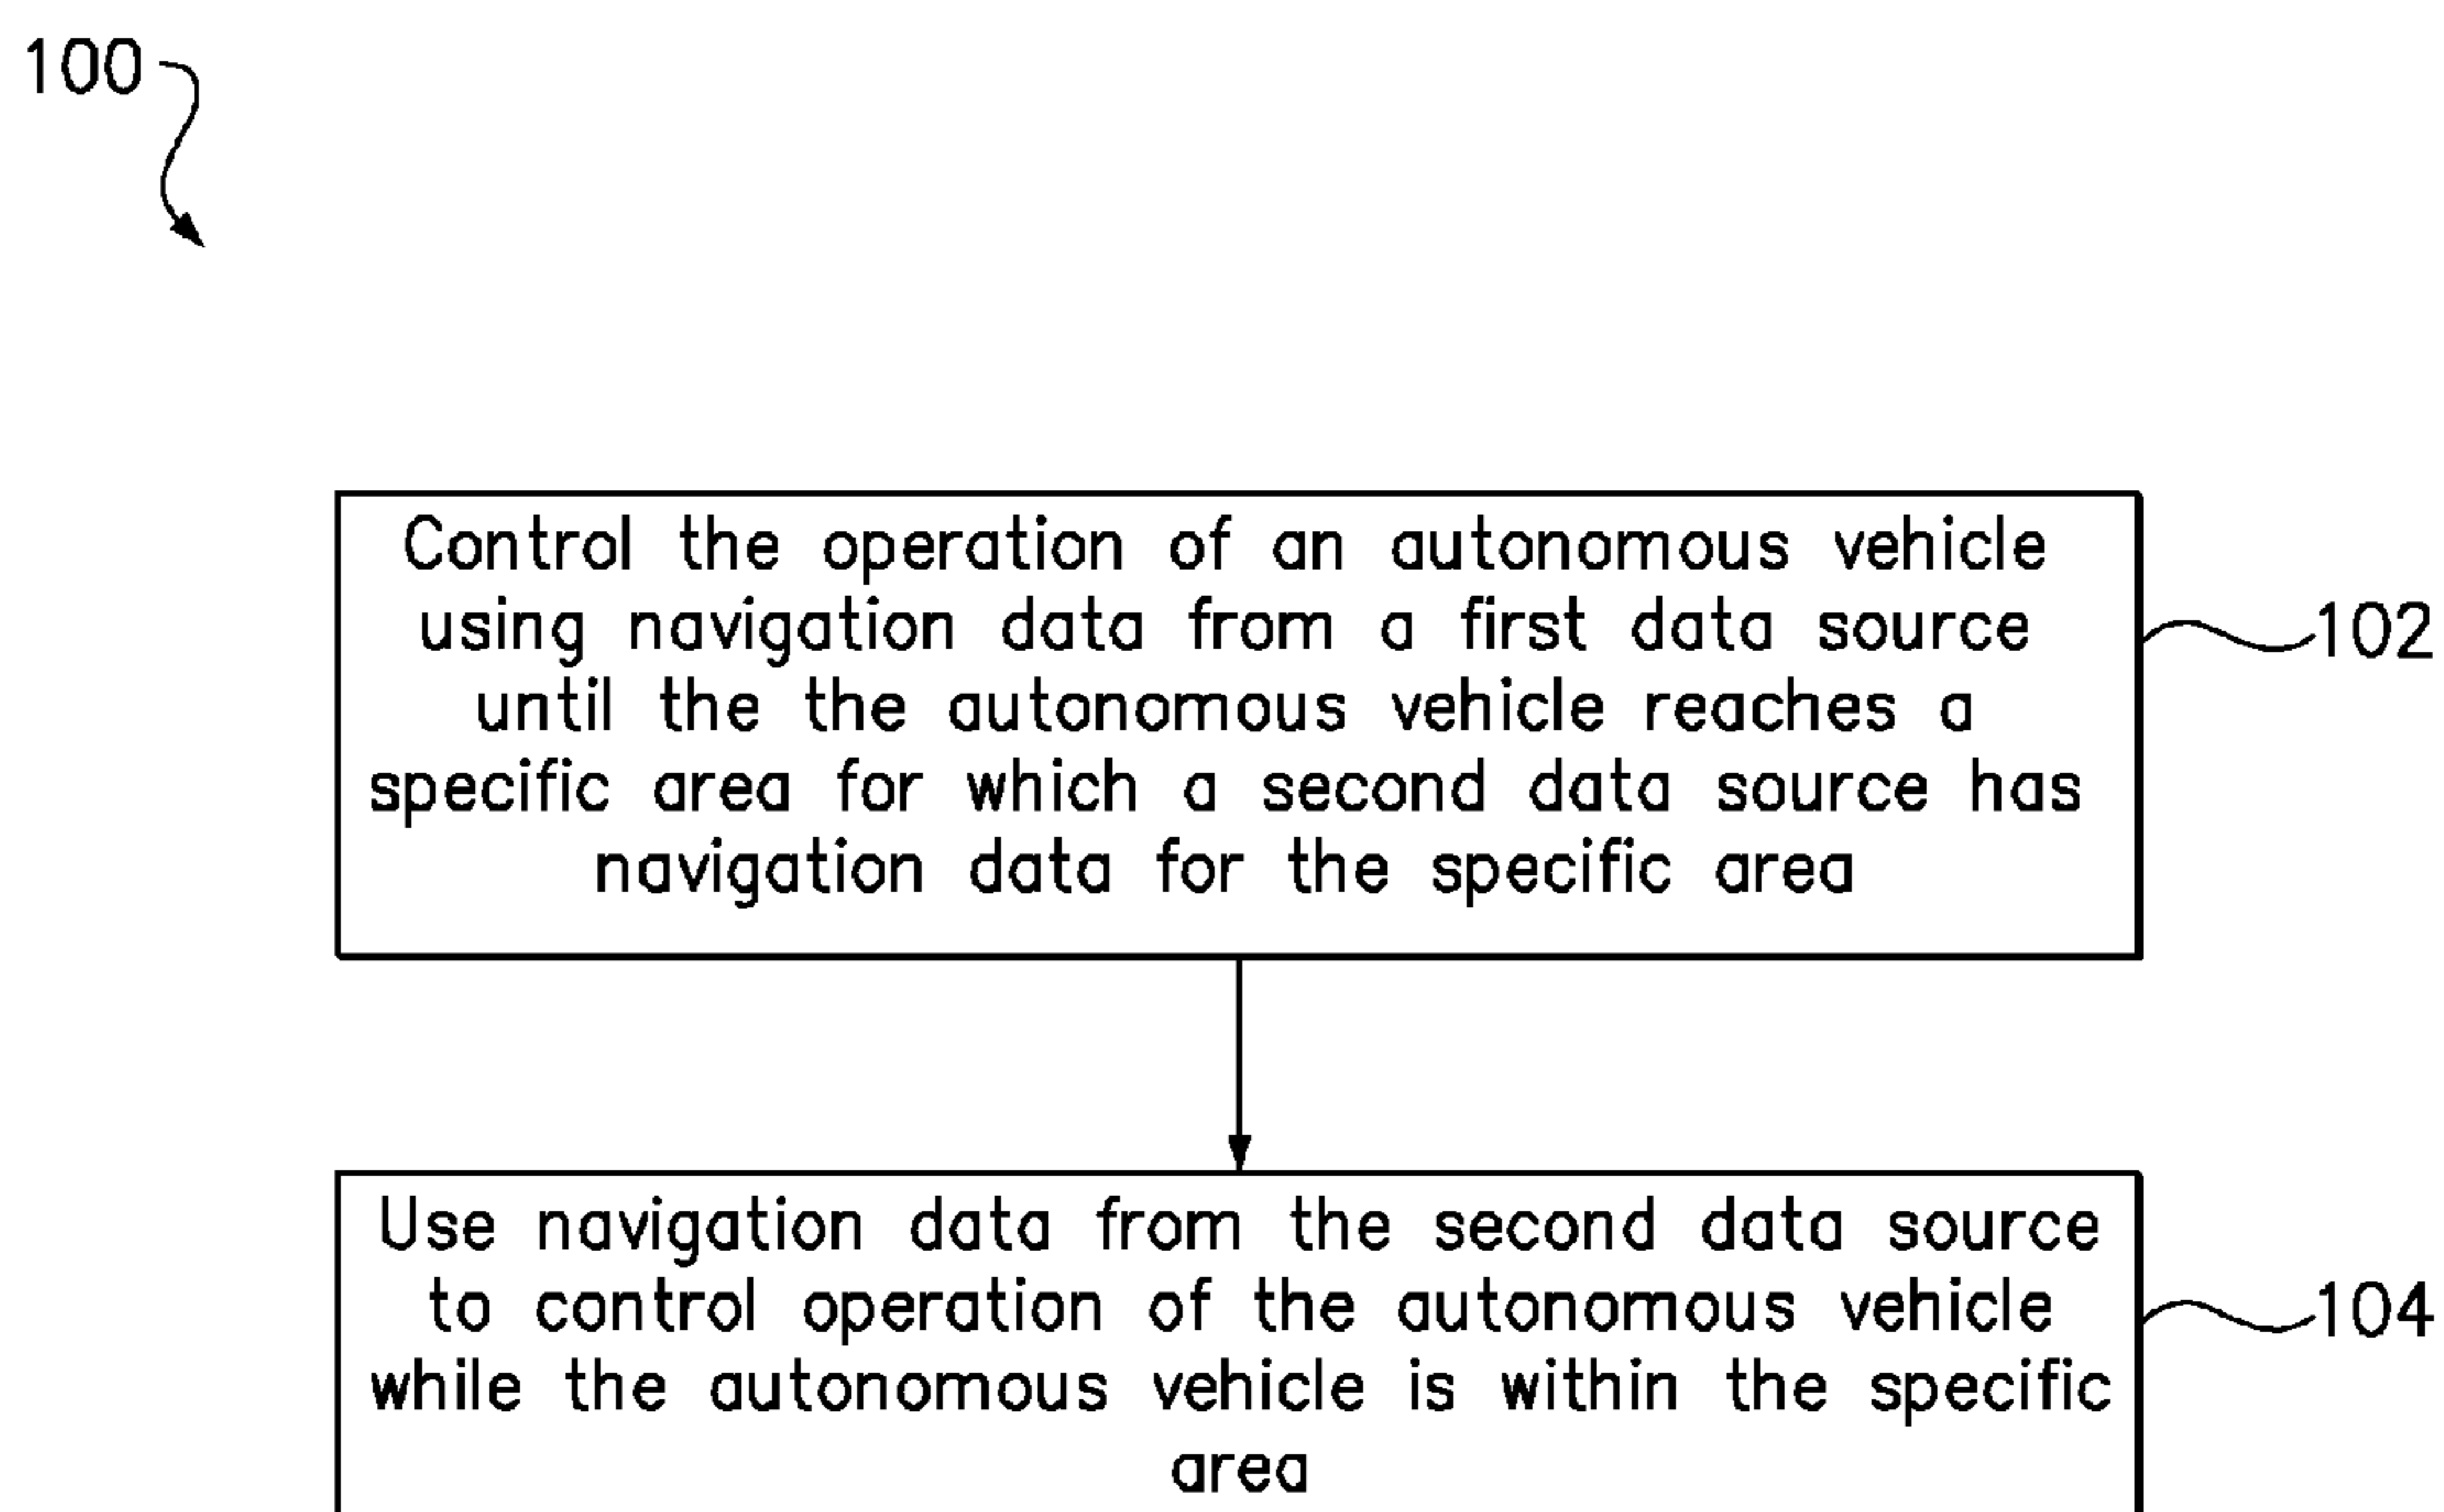 100
Control the operation of an autonomous vehicle
using navigation data from a first data source
until the the autonomous vehicle reaches a
specific area for which a second data source has
navigation data for the specific area
102
Use navigation data from the second data source
to control operation of the autonomous vehicle
while the autonomous vehicle is within the specific
area
104